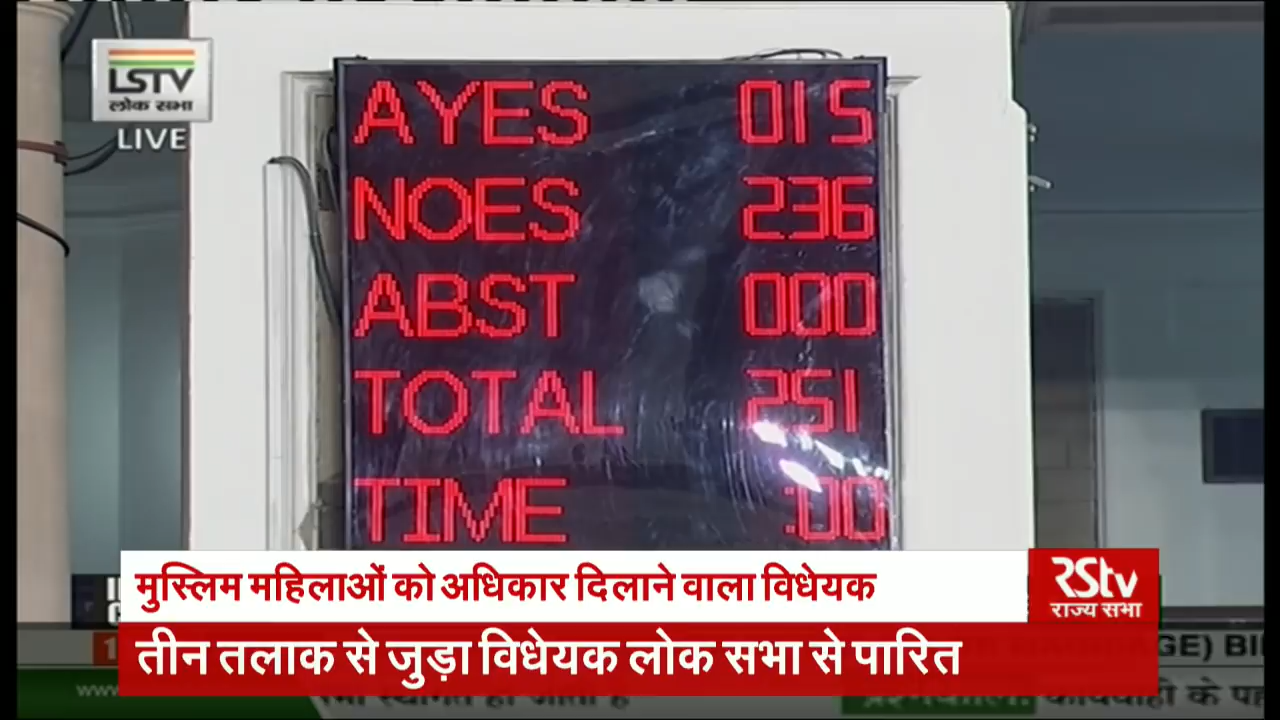 LSTV
लोक सभा
LIVE
AYES 015
NOES 236
ABST 000
TOTAL 251
TIME :00
मुस्लिम महिलाओं को अधिकार दिलाने वाला विधेयक
RStv
राज्य सभा
तीन तलाक से जुड़ा विधेयक लोक सभा से पारित
www